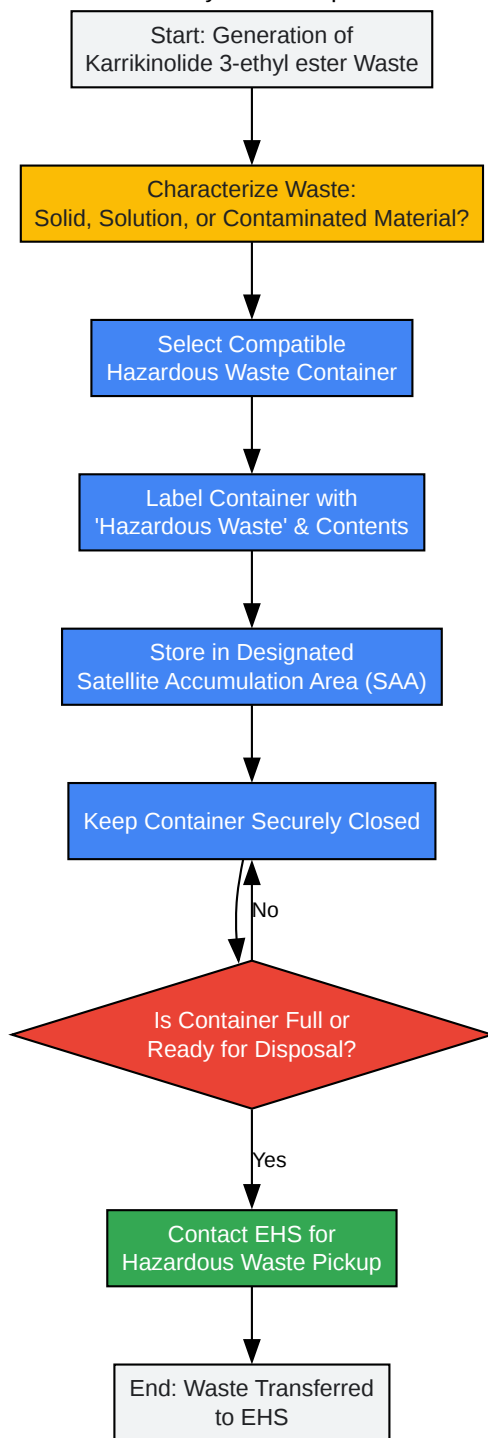 Start: Generation of
Karrikinolide 3-ethyl ester Waste
Characterize Waste:
Solid, Solution, or Contaminated Material?
Select Compatible
Hazardous Waste Container
Label Container with
'Hazardous Waste' & Contents
Store in Designated
Satellite Accumulation Area (SAA)
Keep Container Securely Closed
No
Is Container Full or
Ready for Disposal?
Yes
Contact EHS for
Hazardous Waste Pickup
End: Waste Transferred
to EHS